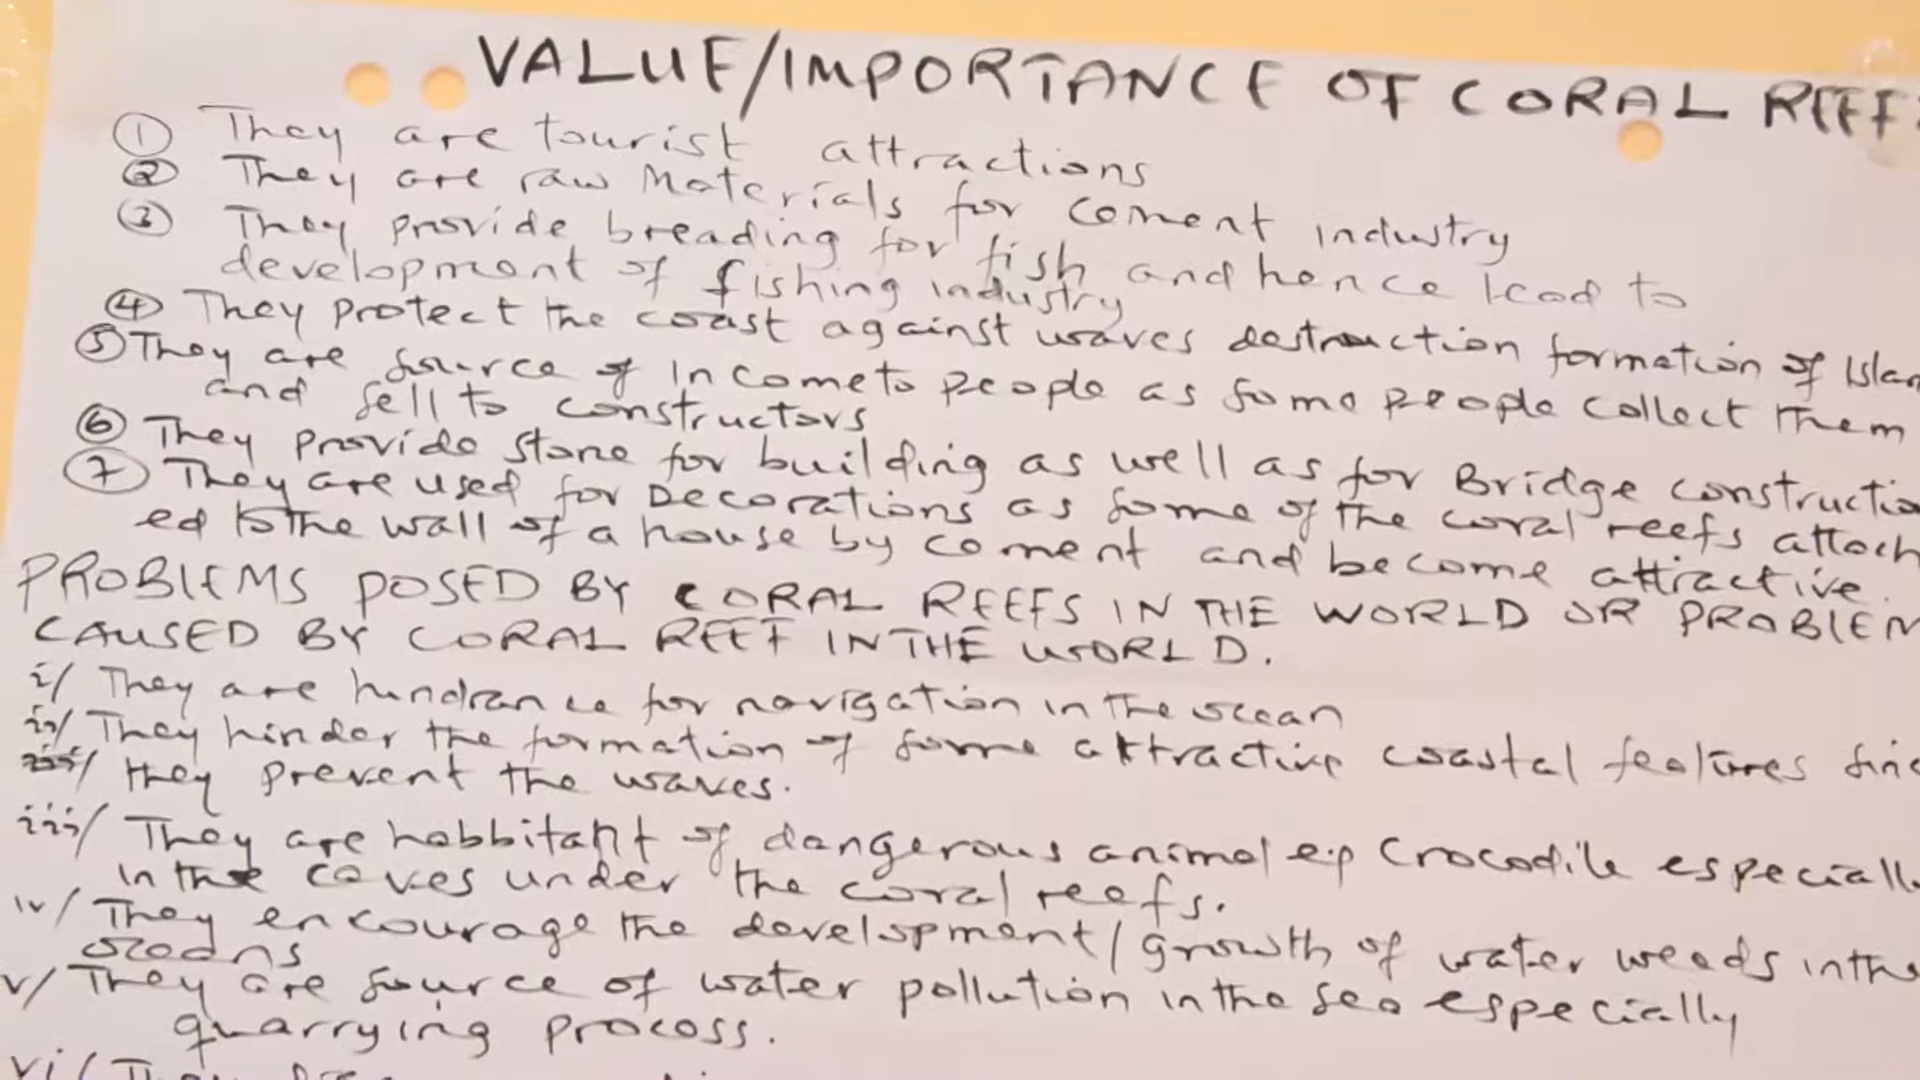 VALUE/IMPORTANCE OF CORAL REEF
① They are tourist attractions
② They are raw Materials for cement industry
③ They provide breading for fish and hence lead to
development of fishing industry
④ They protect the coast against waves destruction formation of Islan
⑤ They are source of Income to people as some people collect them
and sell to constructors
⑥ They provide stone for building as well as for Bridge constructio
⑦ They are used for Decorations as some of the coral reefs attach
ed to the wall of a house by cement and become attractive.
PROBLEMS POSED BY CORAL REEFS IN THE WORLD OR PROBLEM
CAUSED BY CORAL REEF IN THE WORLD.
i/ They are hindrance for navigation in the ocean
ii/ They hinder the formation of some attractive coastal features sinc
they prevent the waves.
iii/ They are habbitant of dangerous animal e.g Crocodile especiall
in the caves under the coral reefs.
iv/ They encourage the development/growth of water weeds in the
oceans
v/ They are source of water pollution in the sea especially
quarrying process.
vi/ They